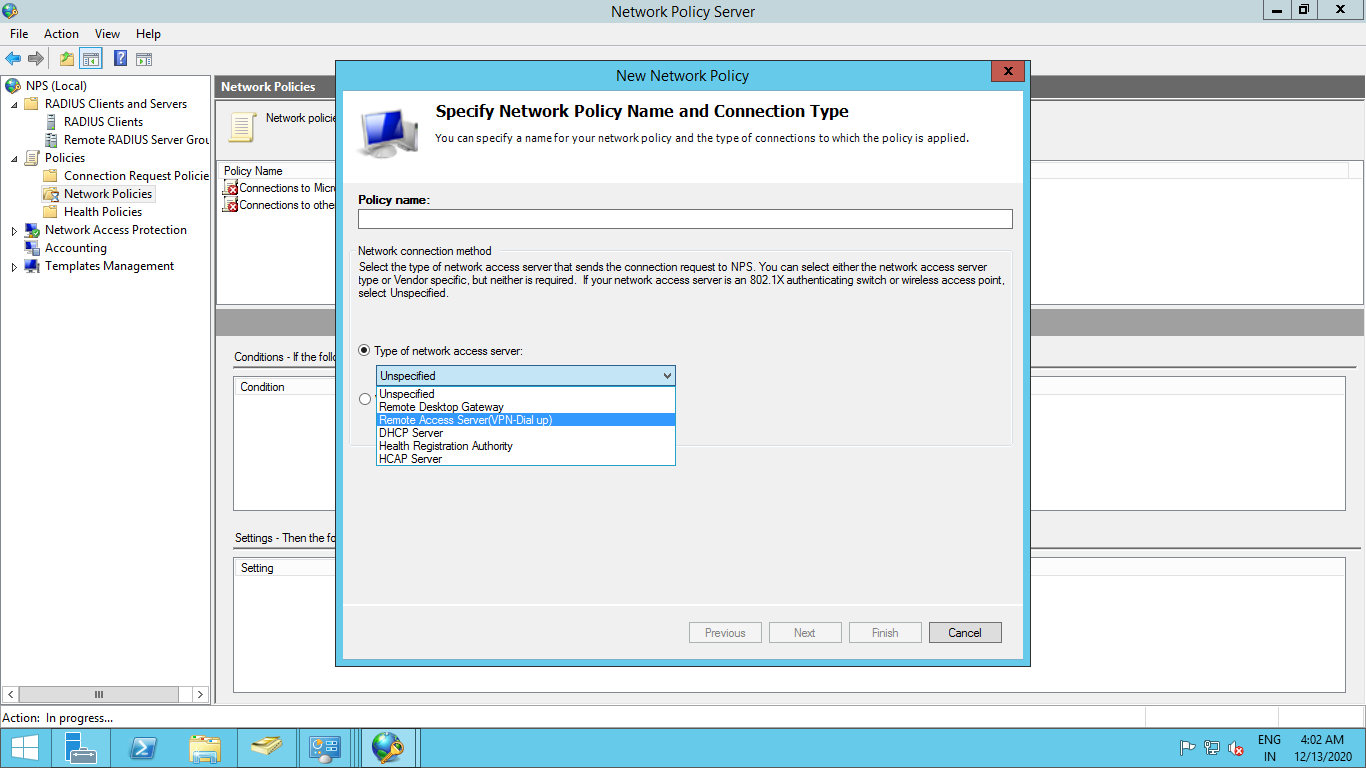 Network Policy Server
File Action View Help
NPS (Local)
RADIUS Clients and Servers
RADIUS Clients
Remote RADIUS Server Grou
Policies
Connection Request Policie
Network Policies
Health Policies
Network Access Protection
Accounting
Templates Management
Network Policies
Network policie
Policy Name
Connections to Micr
Connections to othe
Conditions - If the follo
Condition
Settings - Then the fo
Setting
New Network Policy
Specify Network Policy Name and Connection Type
You can specify a name for your network policy and the type of connections to which the policy is applied.
Policy name:
Network connection method
Select the type of network access server that sends the connection request to NPS. You can select either the network access server
type or Vendor specific, but neither is required. If your network access server is an 802.1X authenticating switch or wireless access point,
select Unspecified.
Type of network access server:
Unspecified
Unspecified
Remote Desktop Gateway
Remote Access Server(VPN-Dial up)
DHCP Server
Health Registration Authority
HCAP Server
Previous Next Finish Cancel
Action: In progress...
ENG
IN
4:02 AM
12/13/2020